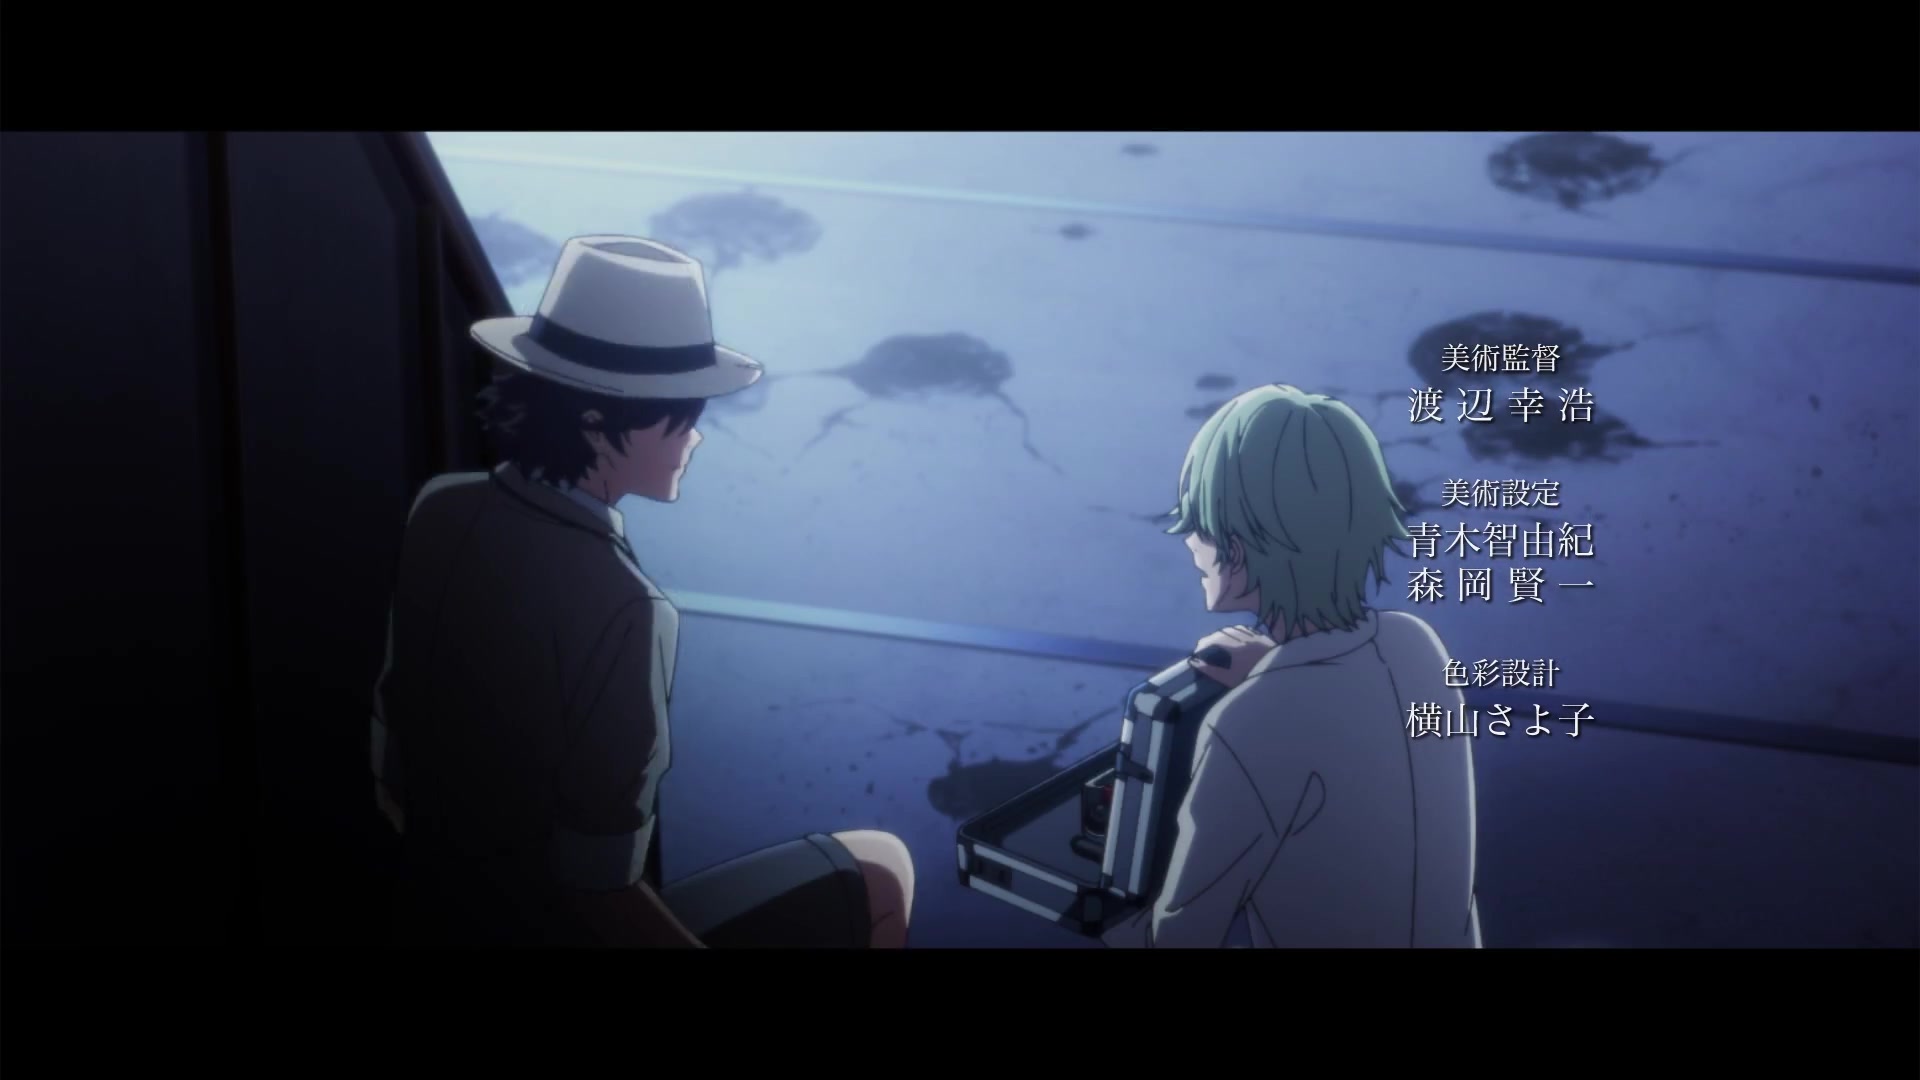 美術監督
渡辺幸浩
美術設定
青木智由紀
森岡賢一
色彩設計
横山さよ子